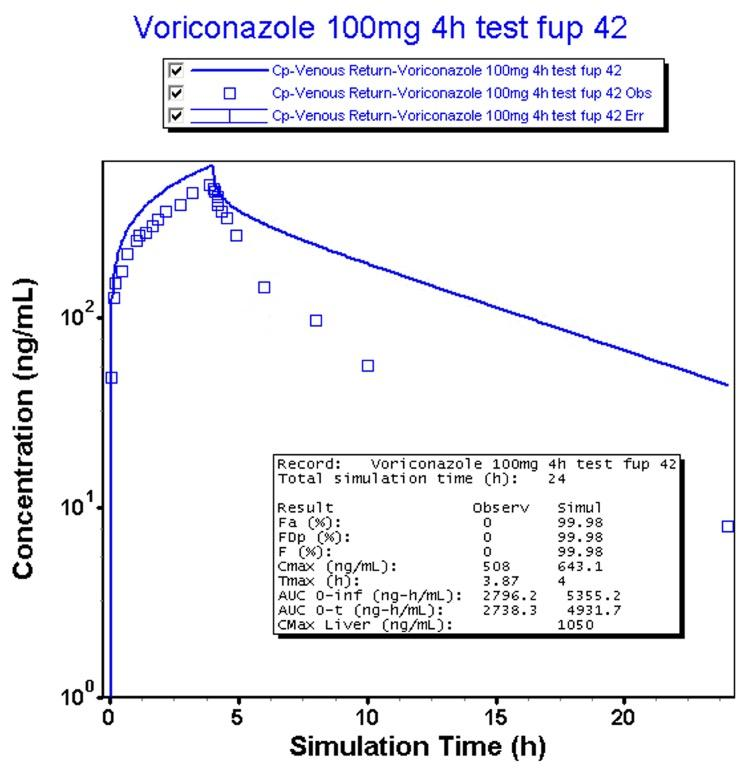 Voriconazole 100mg 4h test fup 42
Cp-Venous Return-Voriconazole 100mg 4h test fup 42
Cp-Venous Return-Voriconazole 100mg 4h test fup 42 Obs
Cp-Venous Return-Voriconazole 100mg 4h test fup 42 Err
Concentration (ng/mL)
10²
10¹
10⁰
Record: Voriconazole 100mg 4h test fup 42
Total simulation time (h): 24
Result Observ Simul
Fa (%): 0 99.98
FDp (%): 0 99.98
F (%): 0 99.98
Cmax (ng/mL): 508 643.1
Tmax (h): 3.87 4
AUC 0-inf (ng-h/mL): 2796.2 5355.2
AUC 0-t (ng-h/mL): 2738.3 4931.7
CMax Liver (ng/mL): 1050
0 5 10 15 20
Simulation Time (h)